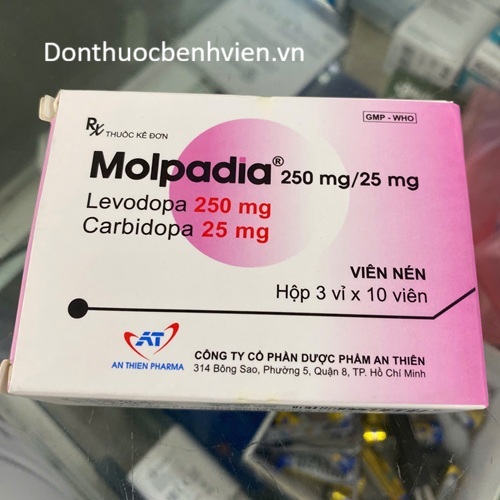 Donthuocbenhvien.vn
GMP - WHO
Rx THUỐC KÊ ĐƠN
Molpadia® 250 mg/25 mg
Levodopa 250 mg
Carbidopa 25 mg
VIÊN NÉN
Hộp 3 vỉ x 10 viên
AT
AN THIEN PHARMA
CÔNG TY CỔ PHẦN DƯỢC PHẨM AN THIÊN
314 Bông Sao, Phường 5, Quận 8, TP. Hồ Chí Minh